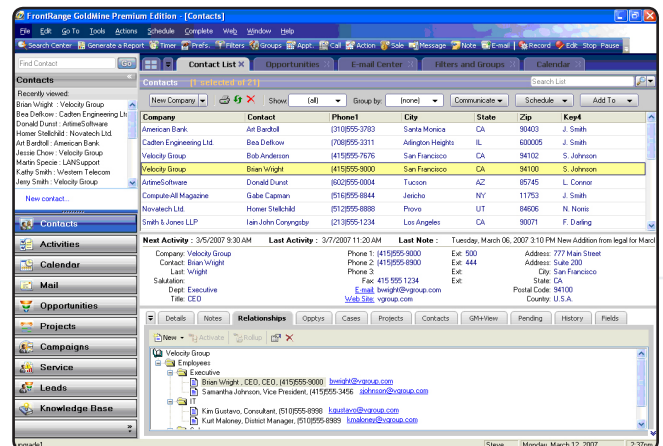 FrontRange GoldMine Premium Edition - [Contacts]
File Edit Go To Tools Actions Schedule Complete Web Window Help
Search Center Generate a Report Timer Prefs. Filters Groups Appt. Call Action Sale Message Note E-mail Record Edit Stop Pause
Find Contact Go
Contact List Opportunities E-mail Center Filters and Groups Calendar
Contacts
Contacts [1 selected of 21] Search List
Recently viewed:
Brian Wright : Velocity Group
Bea Defkow : Cadten Engineering Ltd
Donald Dunst : ArtimeSoftware
Homer Stellchild : Novatech Ltd.
Art Bardtoll : American Bank
Jessie Chow : Velocity Group
Martin Specie : LANSupport
Kathy Smith : Western Telecom
Jerry Smith : Velocity Group
New contact...
New Company Show (all) Group by: (none) Communicate Schedule Add To
Company Contact Phone1 City State Zip Key4
American Bank Art Bardtoll (310)555-3783 Santa Monica CA 90403 J. Smith
Cadten Engineering Ltd. Bea Defkow (708)555-3311 Arlington Heights IL 600005 J. Smith
Velocity Group Bob Anderson (415)555-7676 San Francisco CA 94102 S. Johnson
Velocity Group Brian Wright (415)555-9000 San Francisco CA 94100 S. Johnson
ArtimeSoftware Donald Dunst (602)555-0004 Tucson AZ 85745 L. Connor
Compute-All Magazine Gabe Capman (516)555-8844 Jericho NY 11753 J. Smith
Novatech Ltd. Homer Stellchild (512)555-8888 Provo UT 84606 N. Norris
Smith & Jones LLP Iain John Conyngsby (213)555-1234 Los Angeles CA 90071 F. Darling
Contacts
Activities
Calendar
Mail
Opportunities
Projects
Campaigns
Service
Leads
Knowledge Base
Next Activity : 3/5/2007 9:30 AM Last Activity : 3/7/2007 11:20 AM Last Note : Tuesday, March 06, 2007 3:10 PM New Addition from legal for March
Company: Velocity Group Phone 1: (415)555-9000 Ext: 500 Address: 777 Main Street
Contact: Brian Wright Phone 2: (415)555-8900 Ext: 444 Address: Suite 200
Last: Wright Phone 3: Ext: City: San Francisco
Salutation: Fax: 415 555 1234 Ext: State: CA
Dept: Executive E-mail: bwright@vgroup.com Postal Code: 94100
Title: CEO Web Site: vgroup.com Country: U.S.A.
Details Notes Relationships Opptys Cases Projects Contacts GM+View Pending History Fields
New Activate Rollup
Velocity Group
Employees
Executive
Brian Wright , CEO, CEO, (415)555-9000 bwright@vgroup.com
Samantha Johnson, Vice President, (415)555-3456 sjohnson@vgroup.com
IT
Kim Gustavo, Consultant, (510)555-8998 kgustavo@vgroup.com
Kurt Maloney, District Manager, (510)555-8989 kmaloney@vgroup.com
Steve Monday, March 12, 2007 2:37pm